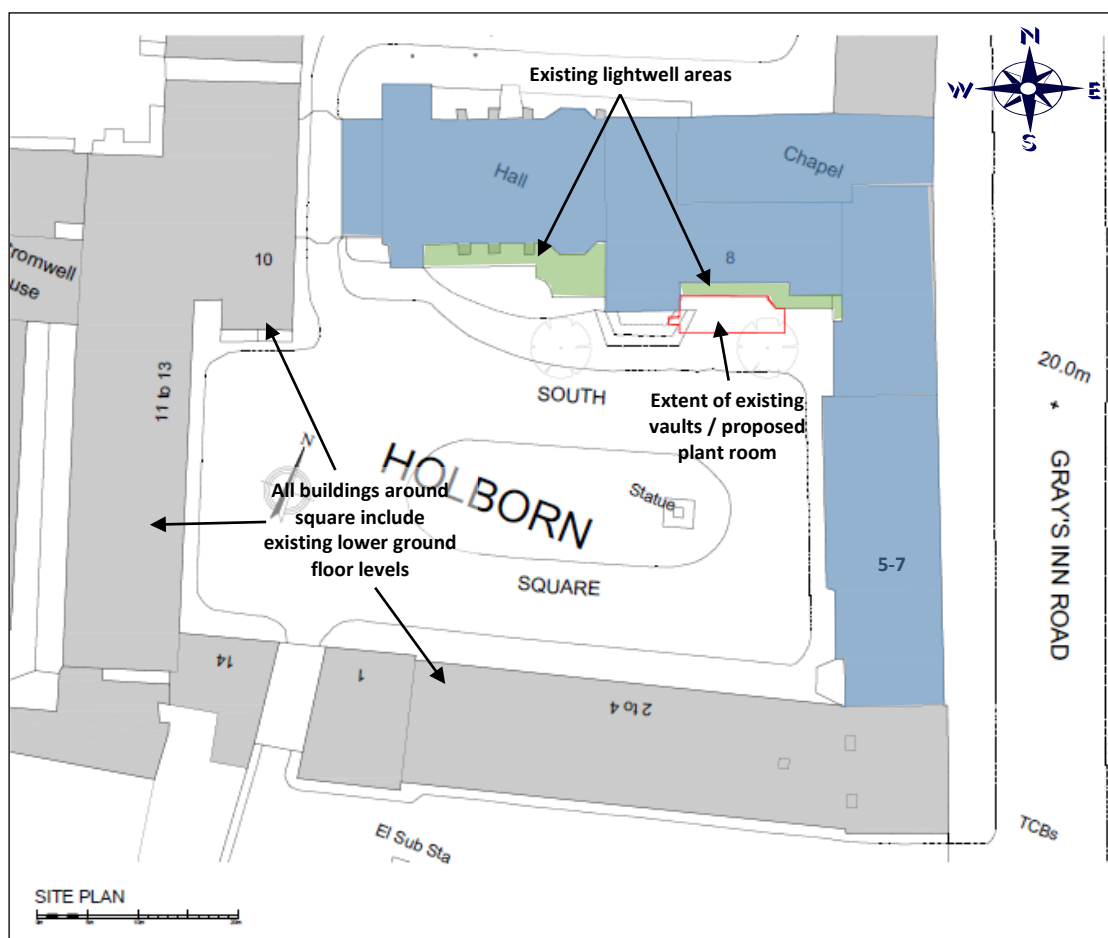 N
W
E
S
Existing lightwell areas
Hall
Chapel
10
8
Cromwell
use
11 to 13
20.0m
SOUTH
Extent of existing
vaults / proposed
plant room
N
HOLBORN
Statue
All buildings around
square include
existing lower ground
floor levels
SQUARE
5-7
GRAY'S INN ROAD
14
1
2 to 4
El Sub Sta
TCBs
SITE PLAN